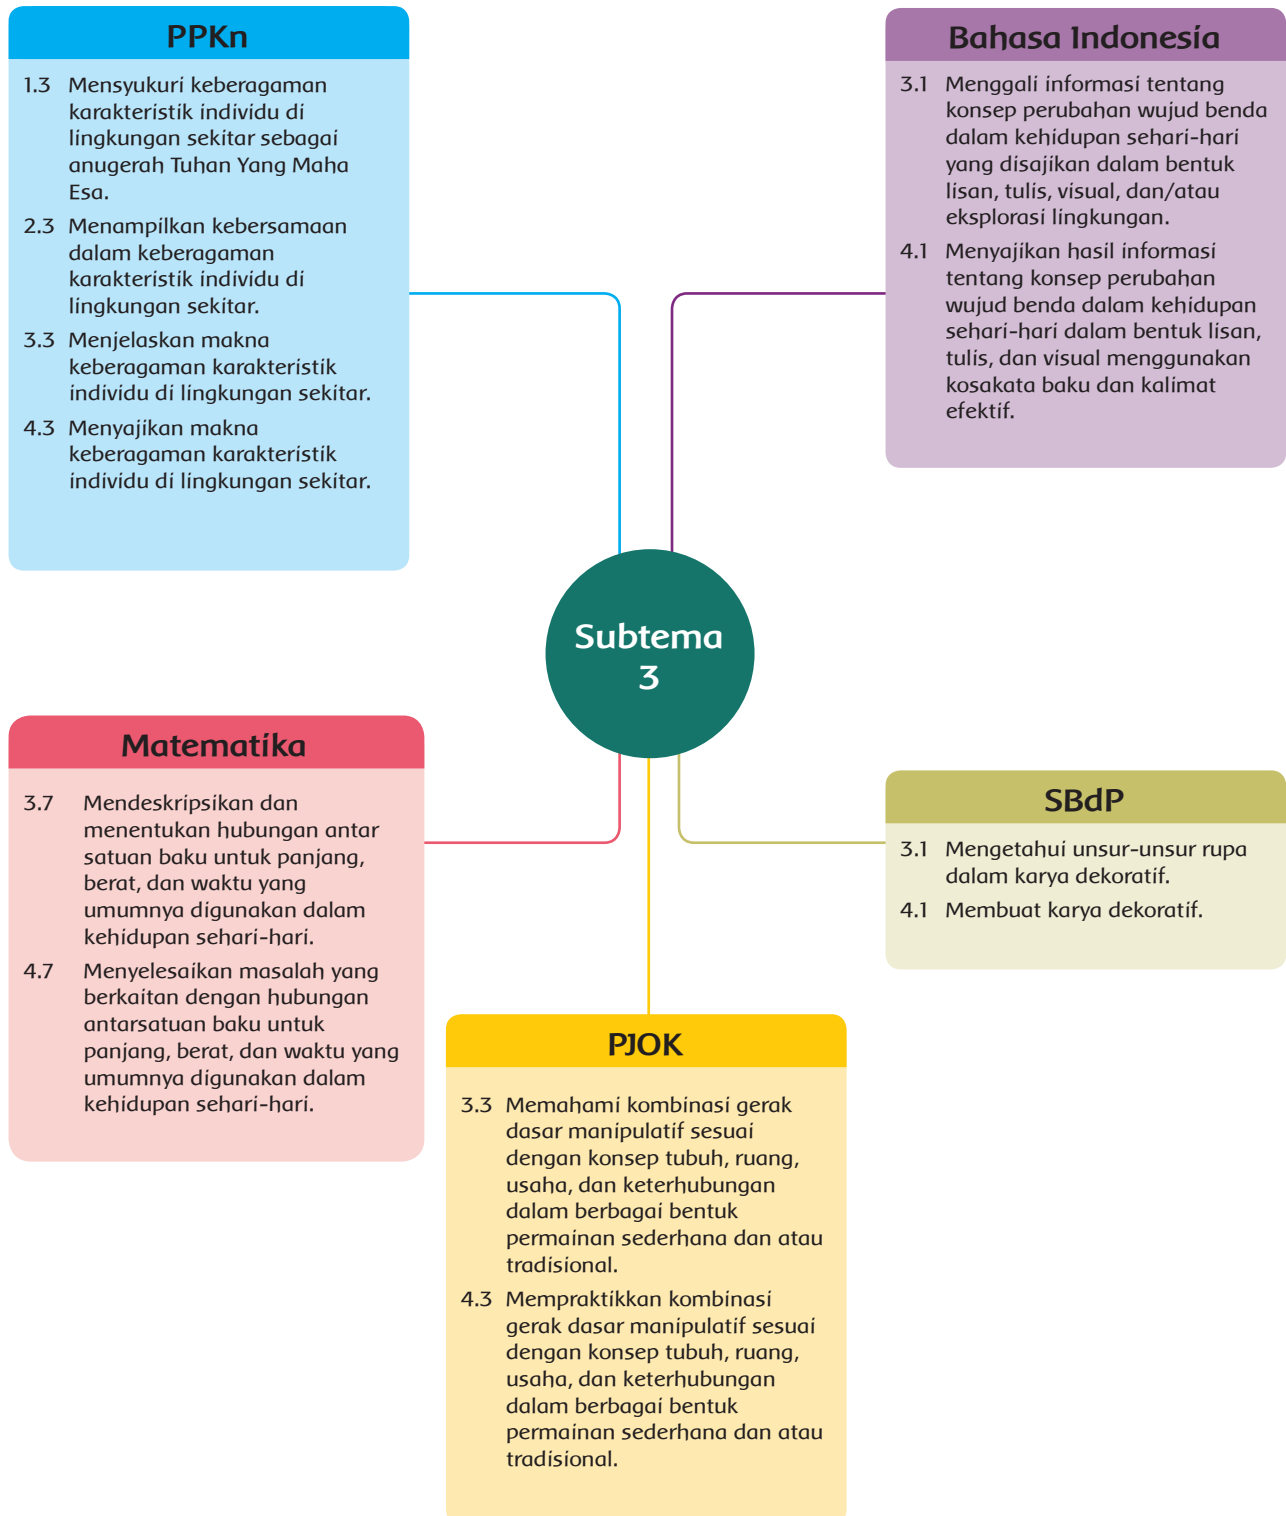 PPKn
1.3 Mensyukuri keberagaman
karakteristik individu di
lingkungan sekitar sebagai
anugerah Tuhan Yang Maha
Esa.
2.3 Menampilkan kebersamaan
dalam keberagaman
karakteristik individu di
lingkungan sekitar.
3.3 Menjelaskan makna
keberagaman karakteristik
individu di lingkungan sekitar.
4.3 Menyajikan makna
keberagaman karakteristik
individu di lingkungan sekitar.
Bahasa Indonesia
3.1 Menggali informasi tentang
konsep perubahan wujud benda
dalam kehidupan sehari-hari
yang disajikan dalam bentuk
lisan, tulis, visual, dan/atau
eksplorasi lingkungan.
4.1 Menyajikan hasil informasi
tentang konsep perubahan
wujud benda dalam kehidupan
sehari-hari dalam bentuk lisan,
tulis, dan visual menggunakan
kosakata baku dan kalimat
efektif.
Subtema
3
Matematika
3.7 Mendeskripsikan dan
menentukan hubungan antar
satuan baku untuk panjang,
berat, dan waktu yang
umumnya digunakan dalam
kehidupan sehari-hari.
4.7 Menyelesaikan masalah yang
berkaitan dengan hubungan
antarsatuan baku untuk
panjang, berat, dan waktu yang
umumnya digunakan dalam
kehidupan sehari-hari.
SBdP
3.1 Mengetahui unsur-unsur rupa
dalam karya dekoratif.
4.1 Membuat karya dekoratif.
PJOK
3.3 Memahami kombinasi gerak
dasar manipulatif sesuai
dengan konsep tubuh, ruang,
usaha, dan keterhubungan
dalam berbagai bentuk
permainan sederhana dan atau
tradisional.
4.3 Mempraktikkan kombinasi
gerak dasar manipulatif sesuai
dengan konsep tubuh, ruang,
usaha, dan keterhubungan
dalam berbagai bentuk
permainan sederhana dan atau
tradisional.